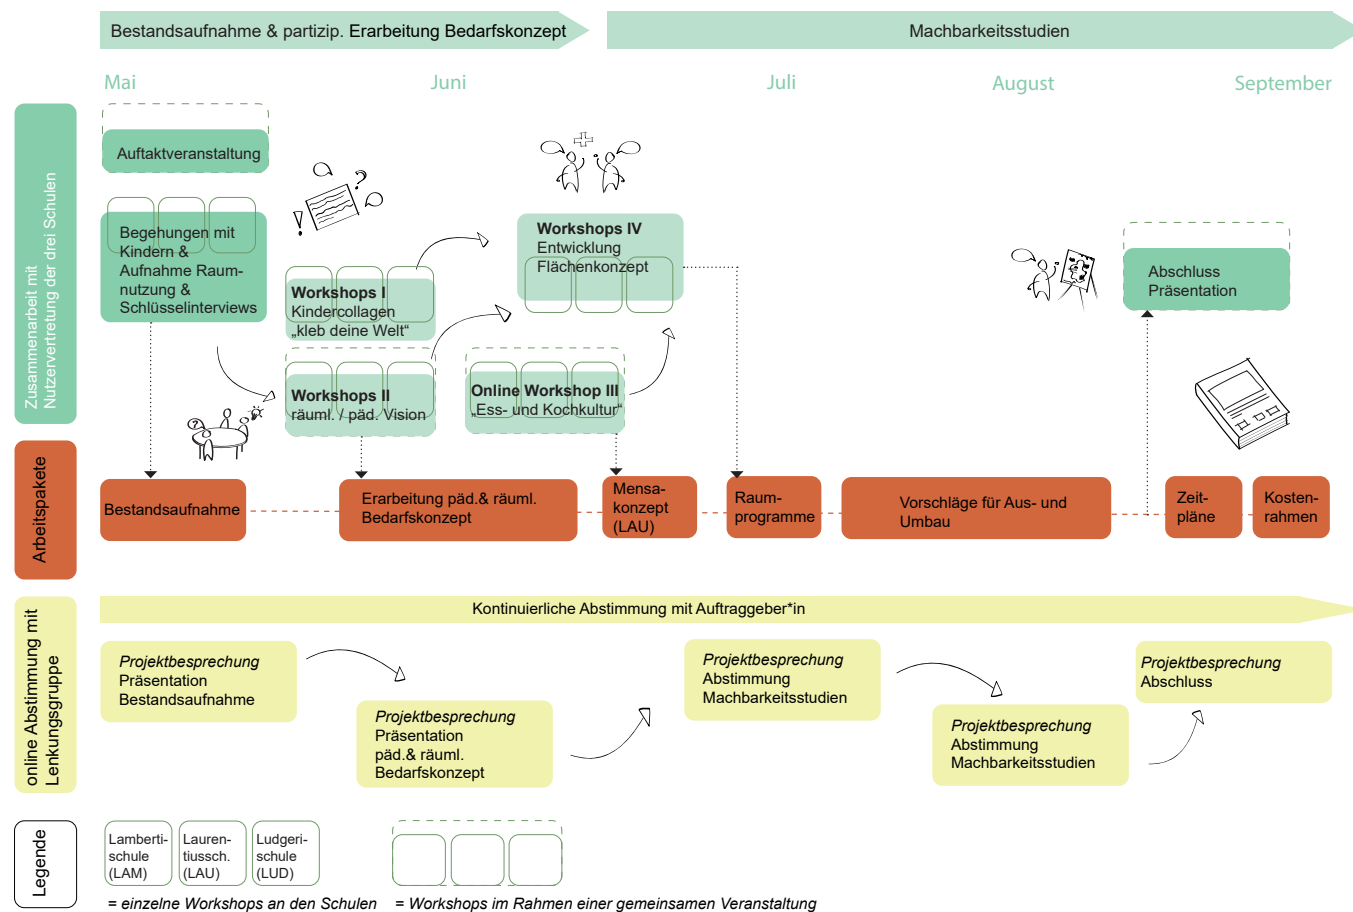 Bestandsaufnahme & partizip. Erarbeitung Bedarfskonzept
Machbarkeitsstudien
Mai
Juni
Juli
August
September
Zusammenarbeit mit
Nutzervertretung der drei Schulen
Auftaktveranstaltung
Begehungen mit
Kindern &
Aufnahme Raum-
nutzung &
Schlüsselinterviews
Workshops I
Kindercollagen
„kleb deine Welt“
Workshops II
räuml. / päd. Vision
Online Workshop III
„Ess- und Kochkultur“
Workshops IV
Entwicklung
Flächenkonzept
Abschluss
Präsentation
Arbeitspakete
Bestandsaufnahme
Erarbeitung päd.& räuml.
Bedarfskonzept
Mensa-
konzept
(LAU)
Raum-
programme
Vorschläge für Aus- und
Umbau
Zeit-
pläne
Kosten-
rahmen
online Abstimmung mit
Lenkungsgruppe
Kontinuierliche Abstimmung mit Auftraggeber*in
Projektbesprechung
Präsentation
Bestandsaufnahme
Projektbesprechung
Präsentation
päd.& räuml.
Bedarfskonzept
Projektbesprechung
Abstimmung
Machbarkeitsstudien
Projektbesprechung
Abstimmung
Machbarkeitsstudien
Projektbesprechung
Abschluss
Legende
Lamberti-
schule
(LAM)
Lauren-
tiussch.
(LAU)
Ludgeri-
schule
(LUD)
= einzelne Workshops an den Schulen
= Workshops im Rahmen einer gemeinsamen Veranstaltung